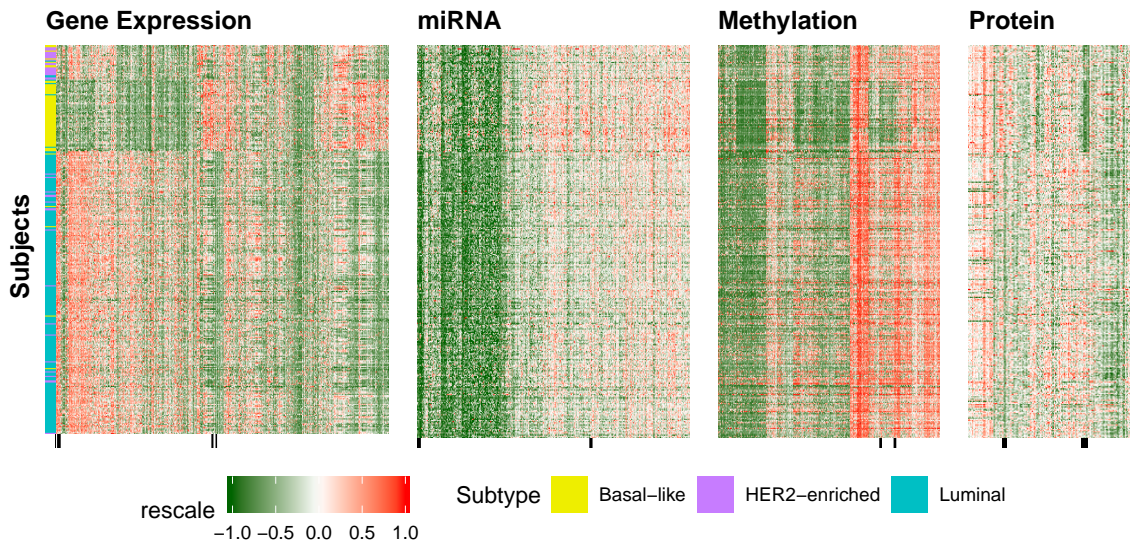 Gene Expression
miRNA
Methylation
Protein
Subjects
rescale
−1.0 −0.5 0.0 0.5 1.0
Subtype
Basal−like
HER2−enriched
Luminal